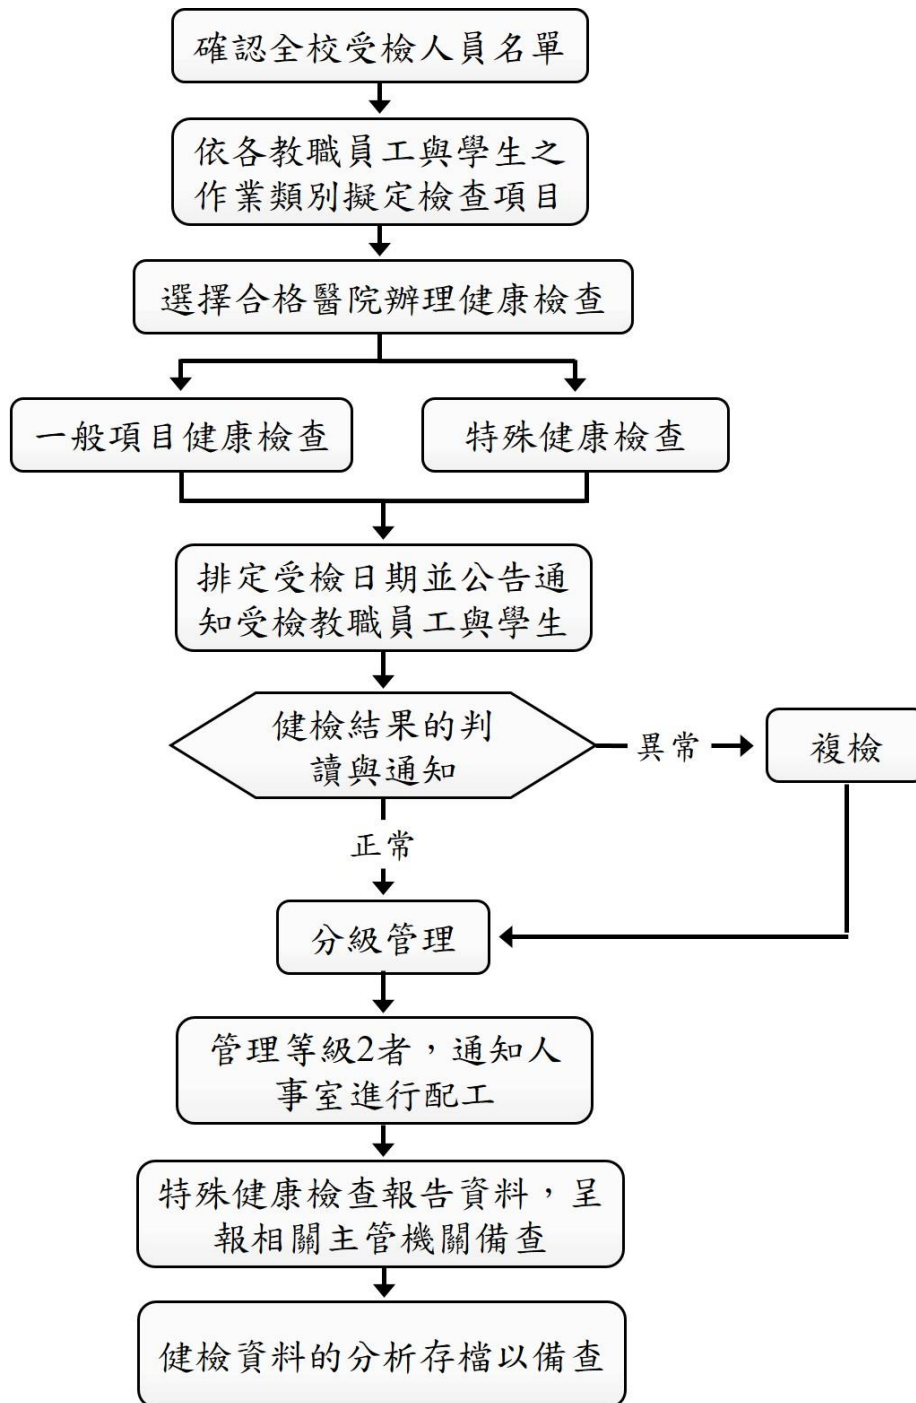 確認全校受檢人員名單
依各教職員工與學生之
作業類別擬定檢查項目
選擇合格醫院辦理健康檢查
一般項目健康檢查
特殊健康檢查
排定受檢日期並公告通
知受檢教職員工與學生
健檢結果的判
讀與通知
異常
複檢
正常
分級管理
管理等級2者，通知人
事室進行配工
特殊健康檢查報告資料，呈
報相關主管機關備查
健檢資料的分析存檔以備查